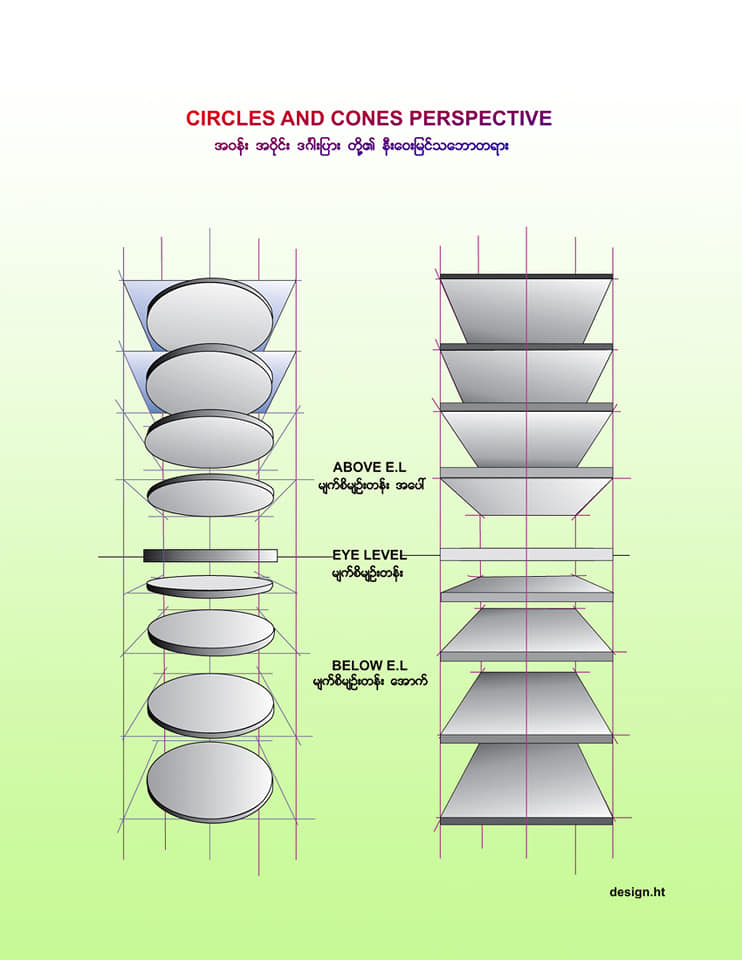 CIRCLES AND CONES PERSPECTIVE
အဝန်း အဝိုင်း ဒင်္ဂါးပြား တို့၏ နီးဝေးမြင်သဘောတရား
ABOVE E.L
မျက်စိမျဉ်းတန်း အပေါ်
EYE LEVEL
မျက်စိမျဉ်းတန်း
BELOW E.L
မျက်စိမျဉ်းတန်း အောက်
design.ht